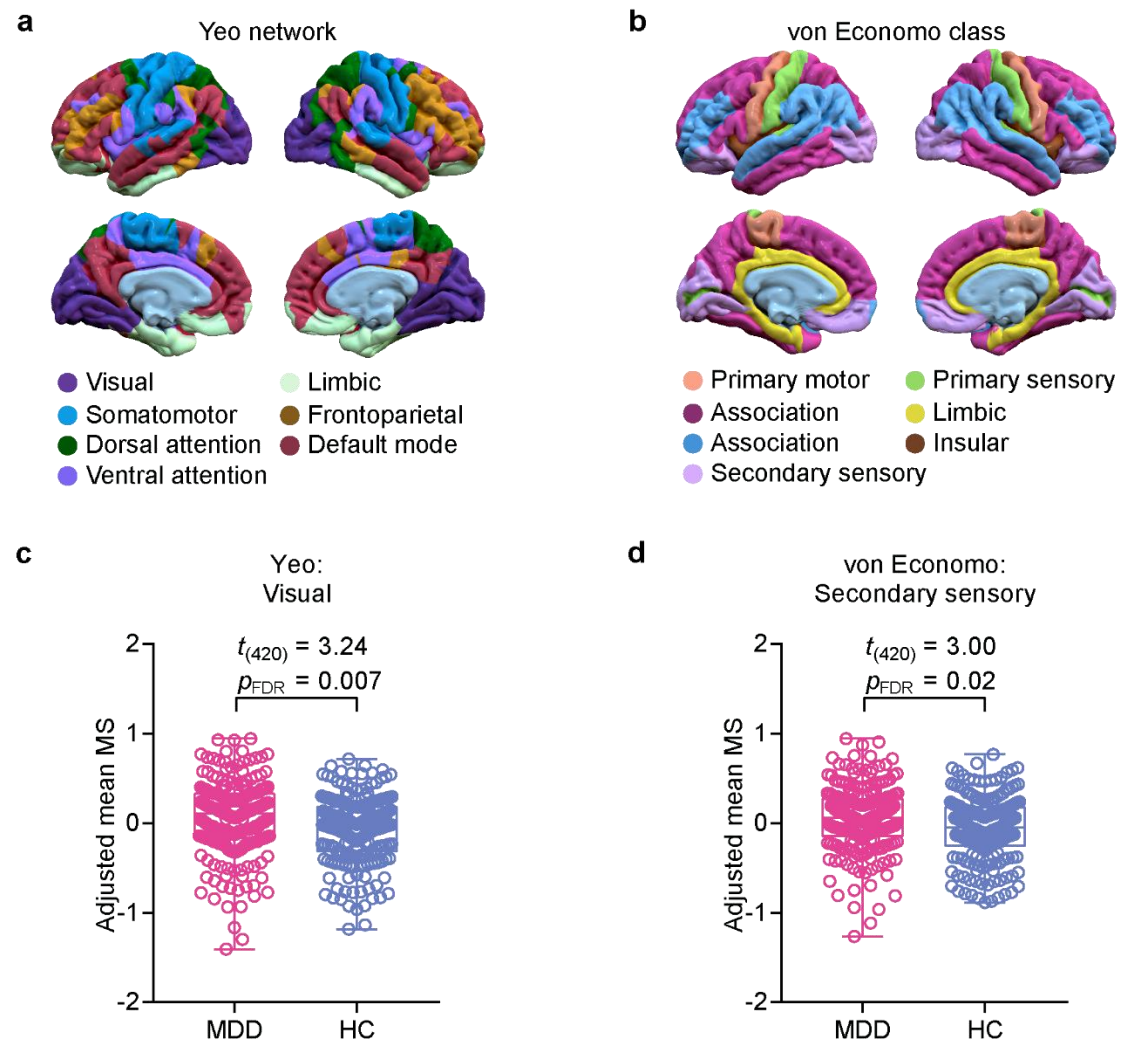 a
Yeo network
Visual
Limbic
Somatomotor
Frontoparietal
Dorsal attention
Default mode
Ventral attention
b
von Economo class
Primary motor
Primary sensory
Association
Limbic
Association
Insular
Secondary sensory
c
Yeo:
Visual
t(420) = 3.24
pFDR = 0.007
Adjusted mean MS
2
1
0
-1
-2
MDD
HC
d
von Economo:
Secondary sensory
t(420) = 3.00
pFDR = 0.02
Adjusted mean MS
2
1
0
-1
-2
MDD
HC